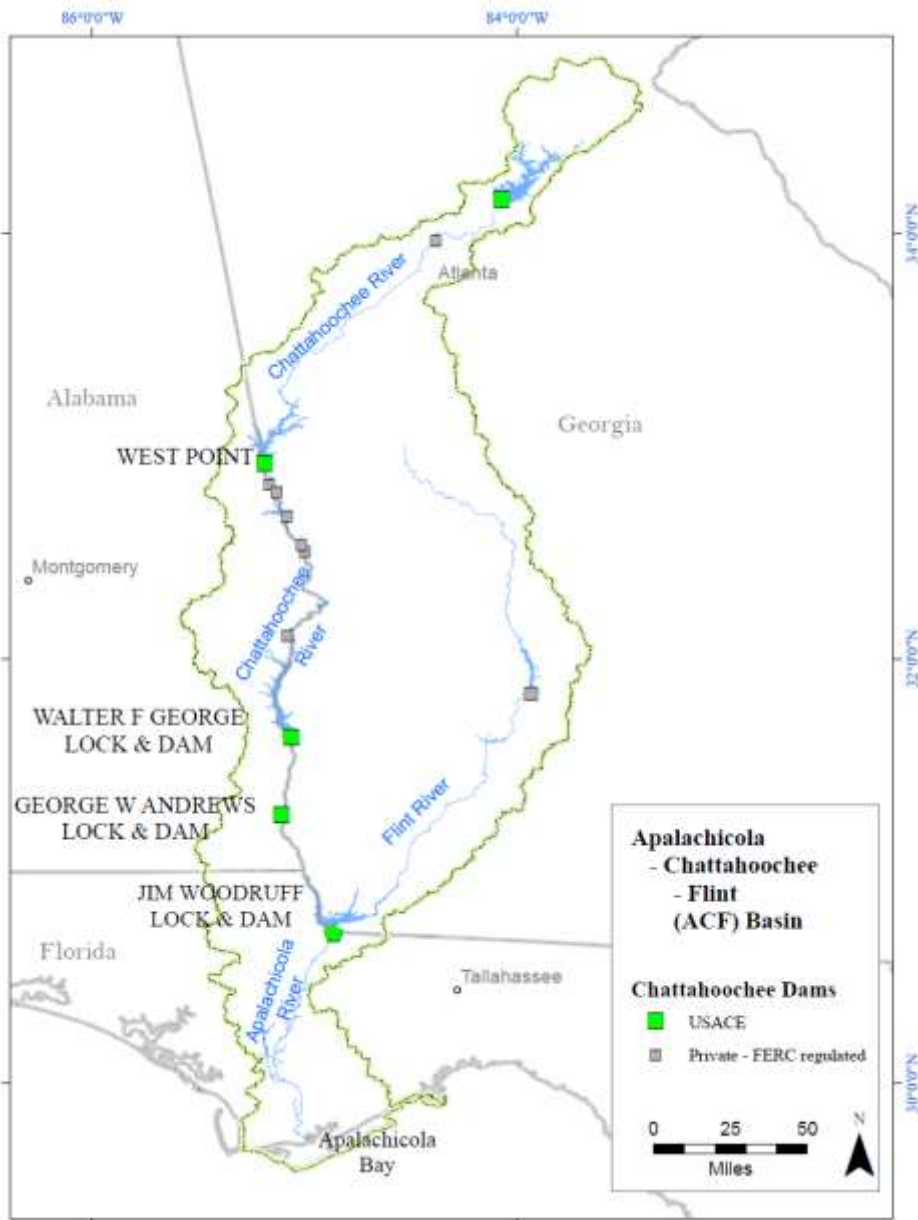 86°0'0"W
84°0'0"W
34°0'0"N
Atlanta
Chattahoochee River
Alabama
Georgia
WEST POINT
Montgomery
Chattahoochee
River
32°0'0"N
WALTER F GEORGE
LOCK & DAM
GEORGE W ANDREWS
LOCK & DAM
Flint River
JIM WOODRUFF
LOCK & DAM
Florida
Apalachicola
River
Tallahassee
30°0'0"N
Apalachicola
Bay
Apalachicola
- Chattahoochee
- Flint
(ACF) Basin
Chattahoochee Dams
USACE
Private - FERC regulated
N
0 25 50
Miles